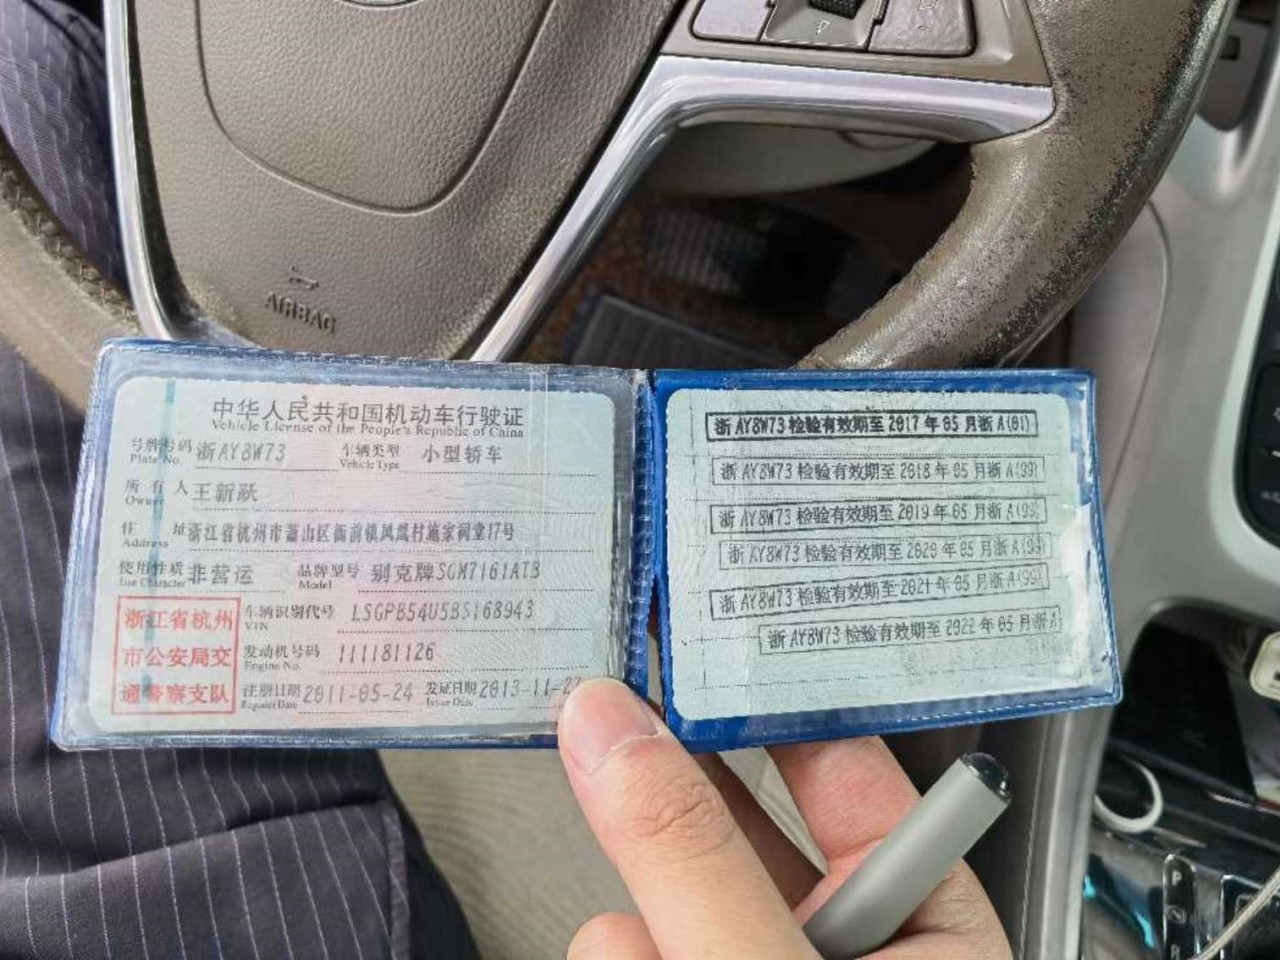 AIRBAG
中华人民共和国机动车行驶证
Vehicle License of the People's Republic of China
号牌号码 Plate No. 浙AY8W73 车辆类型 Vehicle Type 小型轿车
所有人 Owner 王新跃
住址 Address 浙江省杭州市萧山区衙前镇凤凰村施家祠堂17号
使用性质 Use Character 非营运 品牌型号 Model 别克牌SGM7161ATB
浙江省杭州
市公安局交
通警察支队
车辆识别代号 VIN LSGPB54U5BS168943
发动机号码 Engine No. 111181126
注册日期 Register Date 2011-05-24 发证日期 Issue Date 2013-11-27
浙AY8W73检验有效期至2017年05月浙A(01)
浙AY8W73检验有效期至2018年05月浙A(99)
浙AY8W73检验有效期至2019年05月浙A(99)
浙AY8W73检验有效期至2020年05月浙A(99)
浙AY8W73检验有效期至2021年05月浙A(99)
浙AY8W73检验有效期至2022年05月浙A
P